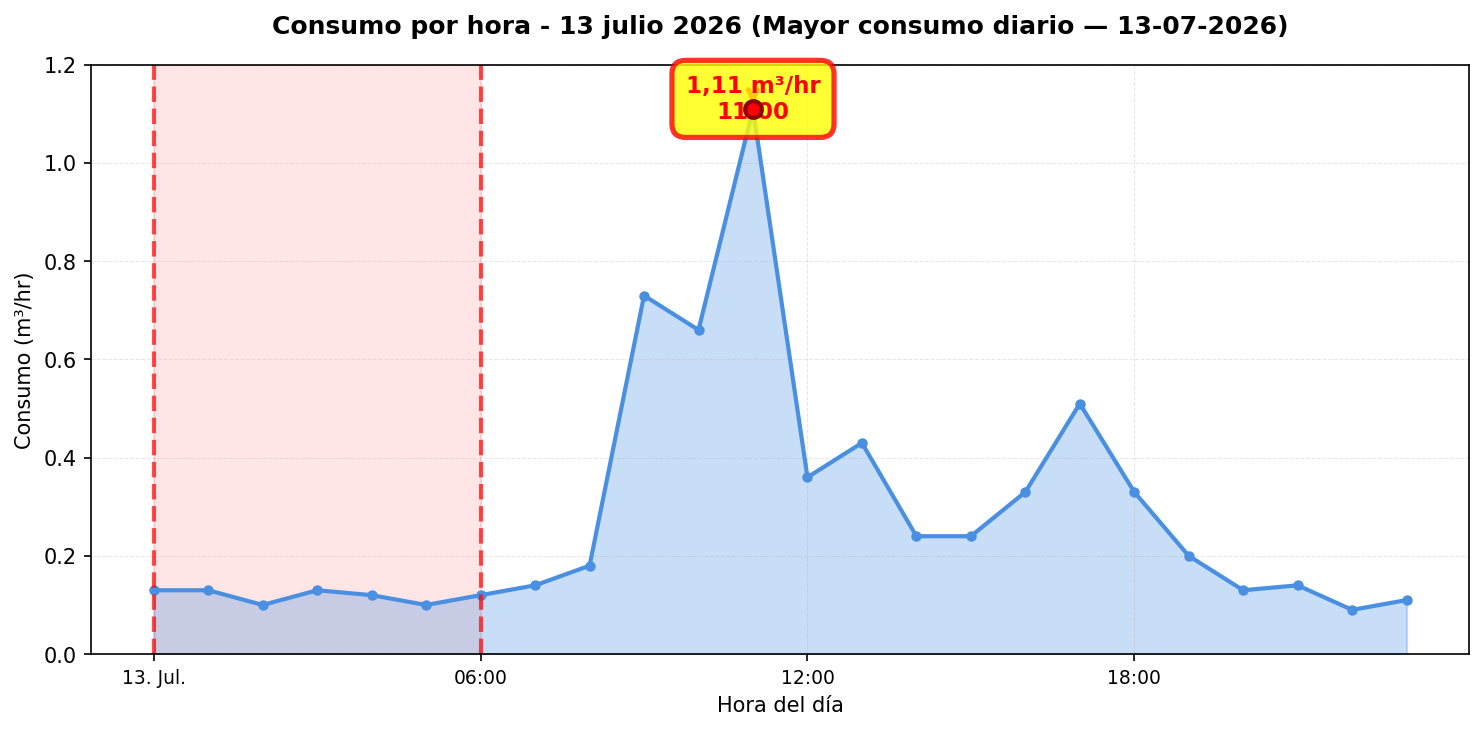 Consumo por hora - 13 julio 2026 (Mayor consumo diario — 13-07-2026)
1,11 m³/hr
11:00
Consumo (m³/hr)
1.2
1.0
0.8
0.6
0.4
0.2
0.0
13. Jul.
06:00
12:00
18:00
Hora del día